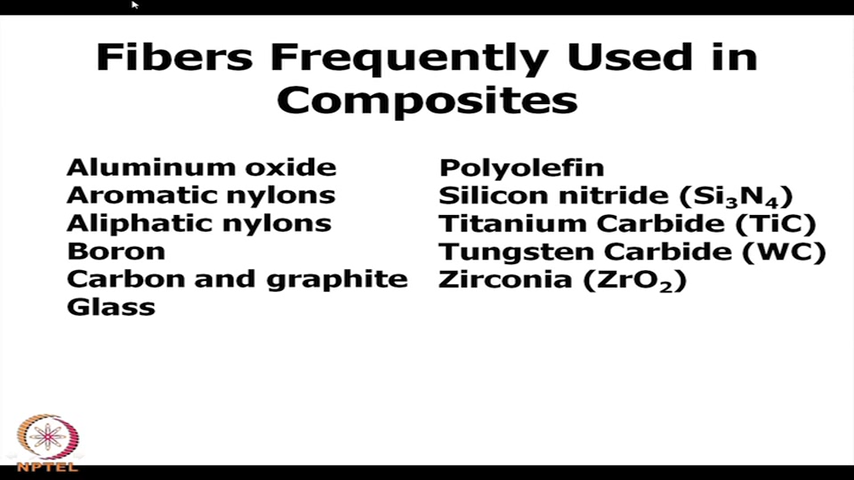 Fibers Frequently Used in
Composites
Aluminum oxide
Aromatic nylons
Aliphatic nylons
Boron
Carbon and graphite
Glass
Polyolefin
Silicon nitride (Si₃N₄)
Titanium Carbide (TiC)
Tungsten Carbide (WC)
Zirconia (ZrO₂)
NPTEL